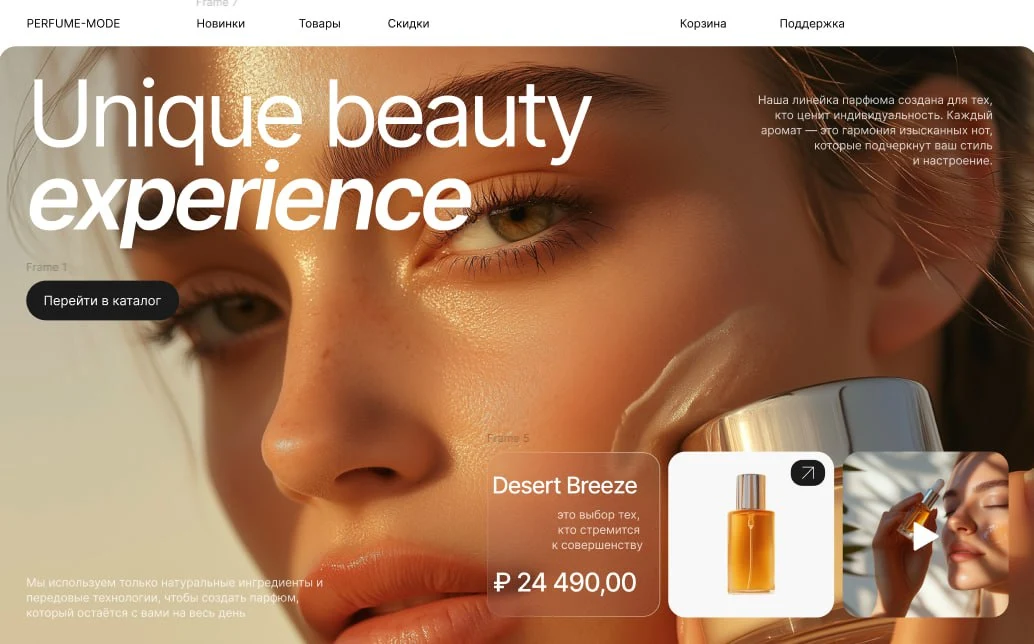 Frame 7
PERFUME-MODE
Новинки
Товары
Скидки
Корзина
Поддержка
Unique beauty
experience
Наша линейка парфюма создана для тех,
кто ценит индивидуальность. Каждый
аромат — это гармония изысканных нот,
которые подчеркнут ваш стиль
и настроение.
Frame 1
Перейти в каталог
Frame 5
Desert Breeze
это выбор тех,
кто стремится
к совершенству
₽ 24 490,00
Мы используем только натуральные ингредиенты и
передовые технологии, чтобы создать парфюм,
который остаётся с вами на весь день